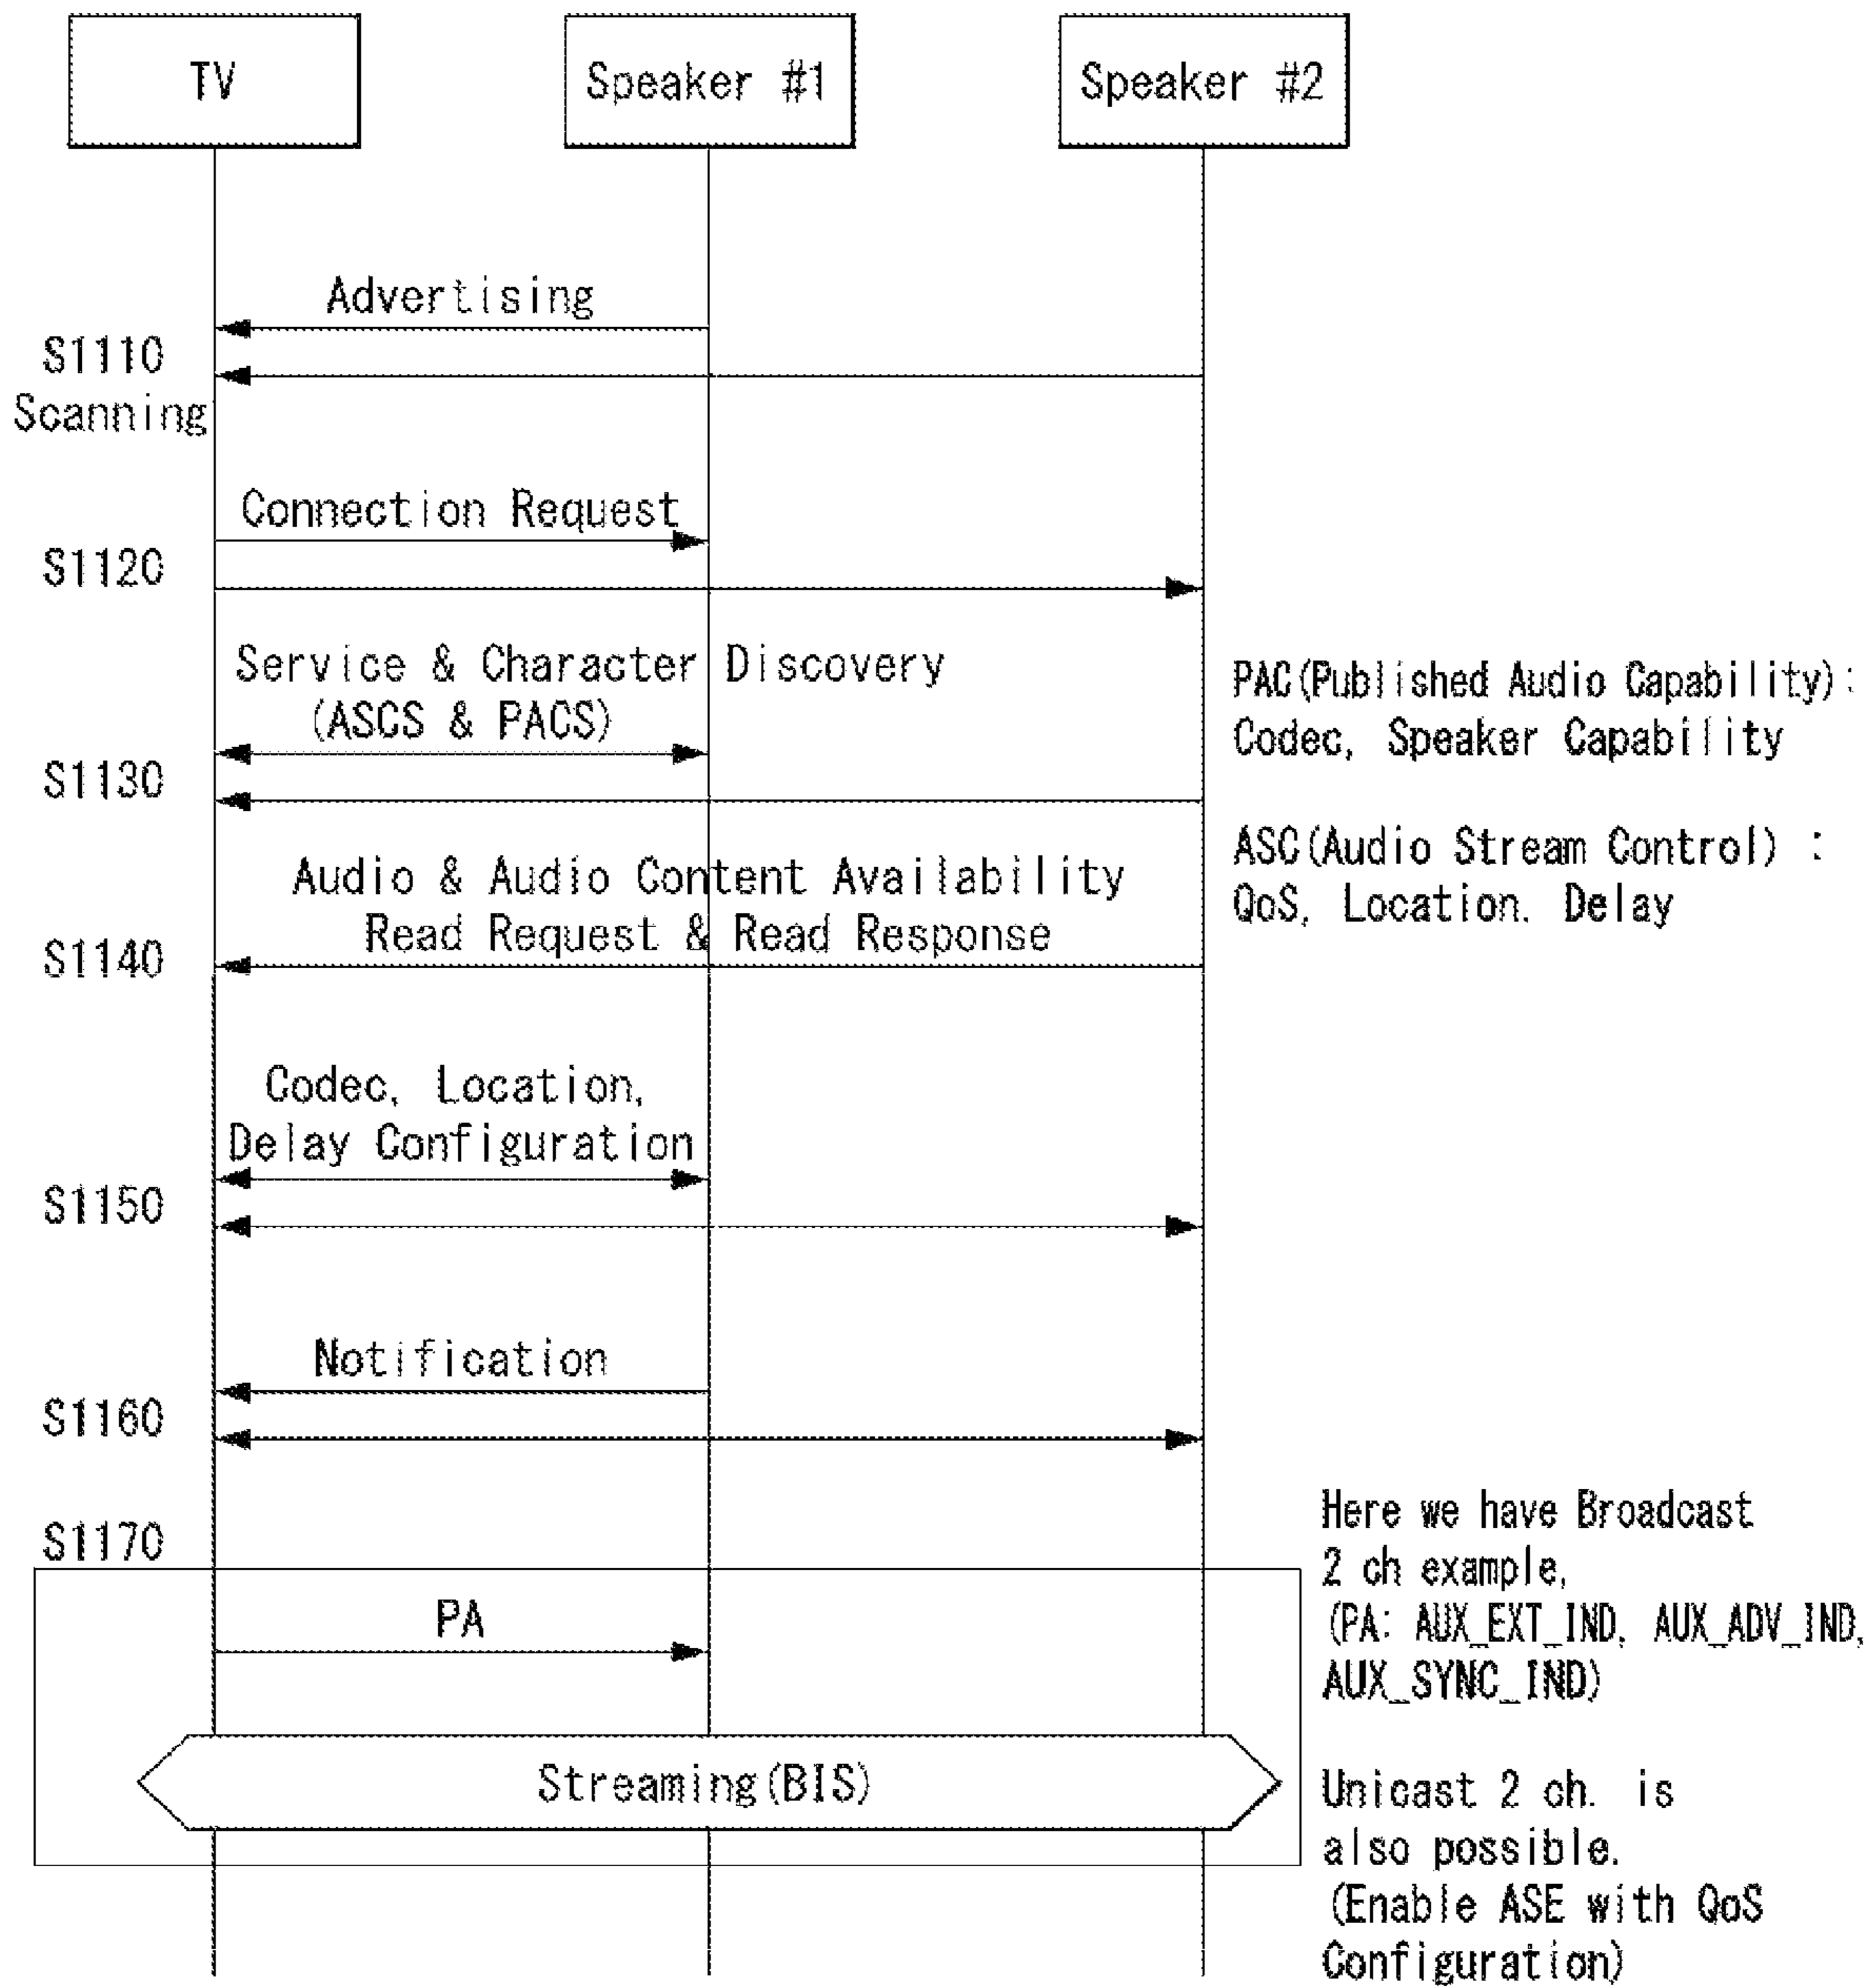 TV
Speaker #1
Speaker #2
Advertising
S1110
Scanning
Connection Request
S1120
Service & Character Discovery
(ASCS & PACS)
S1130
PAC(Published Audio Capability) :
Codec, Speaker Capability
ASC(Audio Stream Control) :
QoS, Location. Delay
Audio & Audio Content Availability
Read Request & Read Response
S1140
Codec, Location,
Delay Configuration
S1150
Notification
S1160
S1170
PA
Streaming(BIS)
Here we have Broadcast
2 ch example,
(PA: AUX_EXT_IND, AUX_ADV_IND,
AUX_SYNC_IND)
Unicast 2 ch. is
also possible.
(Enable ASE with QoS
Configuration)